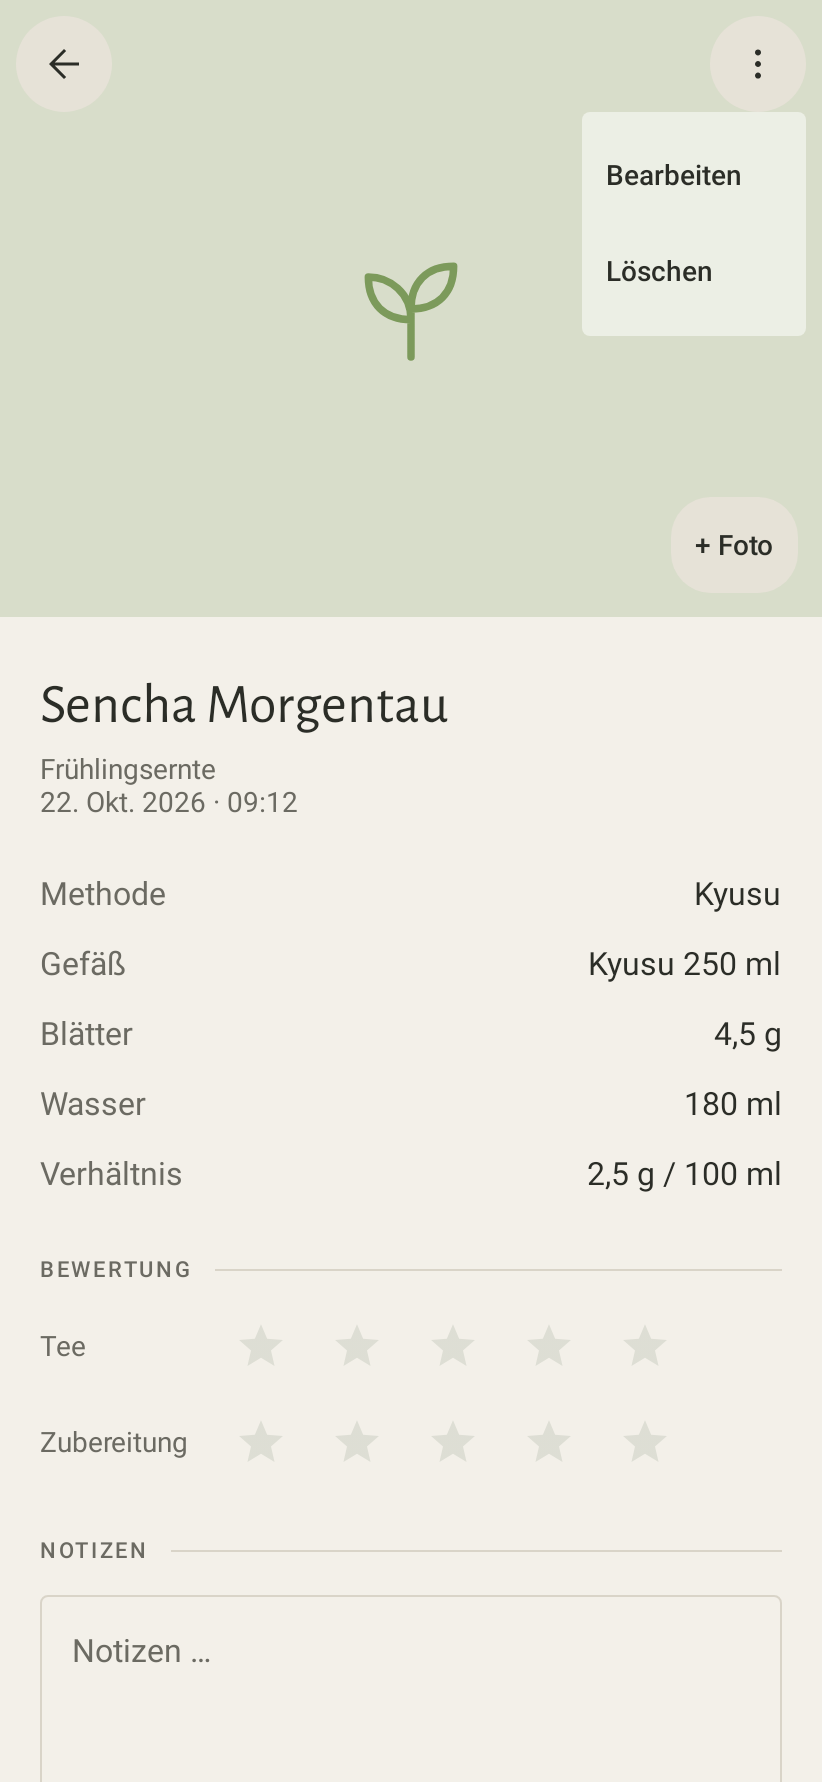 Bearbeiten
Löschen
+ Foto
Sencha Morgentau
Frühlingsernte
22. Okt. 2026 · 09:12
Methode Kyusu
Gefäß Kyusu 250 ml
Blätter 4,5 g
Wasser 180 ml
Verhältnis 2,5 g / 100 ml
BEWERTUNG
Tee
Zubereitung
NOTIZEN
Notizen …